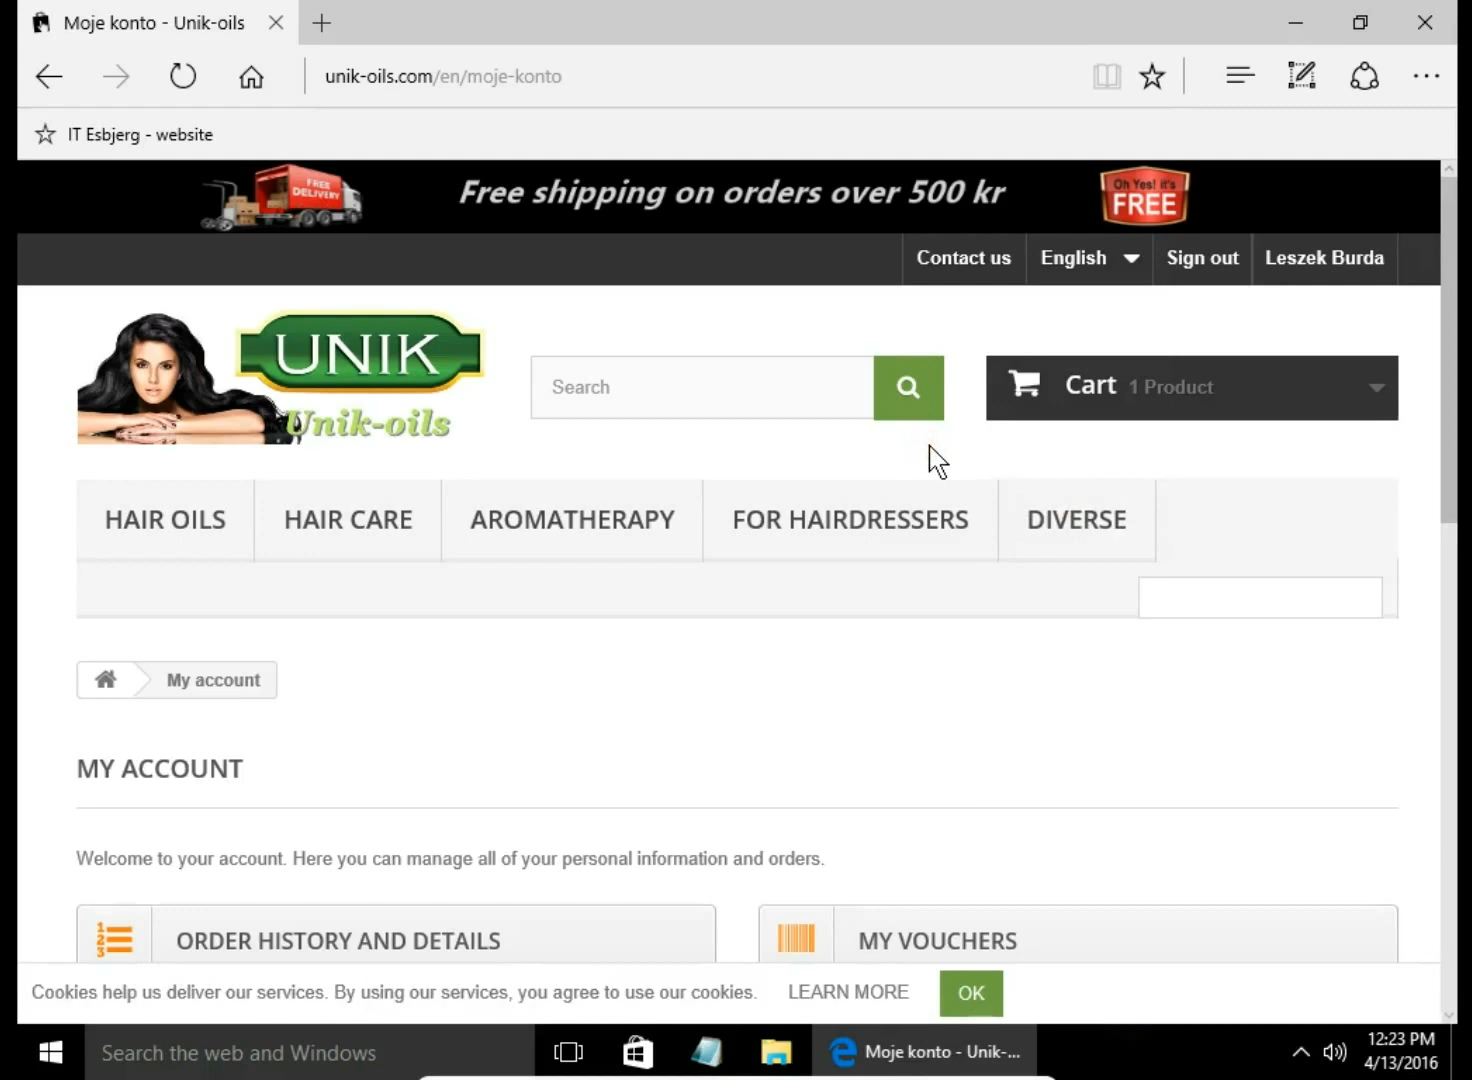 Moje konto - Unik-oils
unik-oils.com/en/moje-konto
IT Esbjerg - website
FREE DELIVERY
Free shipping on orders over 500 kr
Oh Yes! it's
FREE
Contact us English Sign out Leszek Burda
UNIK
Unik-oils
Search
Cart 1 Product
HAIR OILS HAIR CARE AROMATHERAPY FOR HAIRDRESSERS DIVERSE
My account
MY ACCOUNT
Welcome to your account. Here you can manage all of your personal information and orders.
1 2 3 ORDER HISTORY AND DETAILS MY VOUCHERS
Cookies help us deliver our services. By using our services, you agree to use our cookies. LEARN MORE OK
Search the web and Windows
Moje konto - Unik-...
12:23 PM
4/13/2016